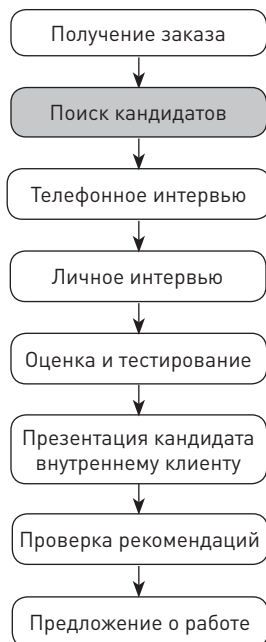 Получение заказа
Поиск кандидатов
Телефонное интервью
Личное интервью
Оценка и тестирование
Презентация кандидата
внутреннему клиенту
Проверка рекомендаций
Предложение о работе